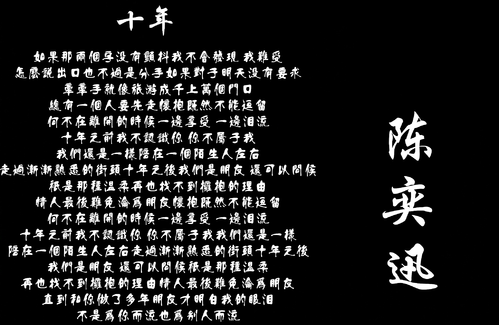 十年
如果那兩個字没有顫抖我不會發現 我難受
怎麽説出口也不過是分手如果對于明天没有要求
牽牽手就像旅游成千上萬個門口
總有一個人要先走懷抱既然不能逗留
何不在離開的時候一邊享受 一邊泪流
十年之前我不認識你 你不屬于我
我們還是一樣陪在一個陌生人左右
走過漸漸熟悉的街頭十年之後我們是朋友 還可以問候
祇是那種温柔再也找不到擁抱的理由
情人最後難免淪爲朋友懷抱既然不能逗留
何不在離開的時候一邊享受 一邊泪流
十年之前我不認識你 你不屬于我我們還是一樣
陪在一個陌生人左右走過漸漸熟悉的街頭十年之後
我們是朋友 還可以問候祇是那種温柔
再也找不到擁抱的理由情人最後難免淪爲朋友
直到和你做了多年朋友才明白我的眼泪
不是爲你而流也爲别人而流
陈奕迅